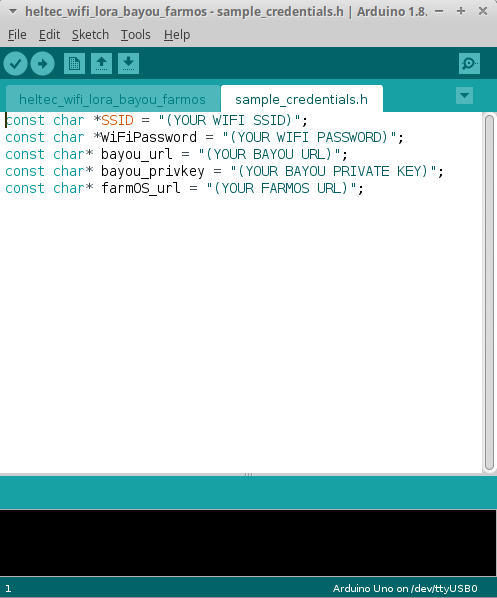 heltec_wifi_lora_bayou_farmos - sample_credentials.h | Arduino 1.8.
File Edit Sketch Tools Help
heltec_wifi_lora_bayou_farmos sample_credentials.h
const char *SSID = "(YOUR WIFI SSID)";
const char *WiFiPassword = "(YOUR WIFI PASSWORD)";
const char* bayou_url = "(YOUR BAYOU URL)";
const char* bayou_privkey = "(YOUR BAYOU PRIVATE KEY)";
const char* farmOS_url = "(YOUR FARMOS URL)";
1 Arduino Uno on /dev/ttyUSB0